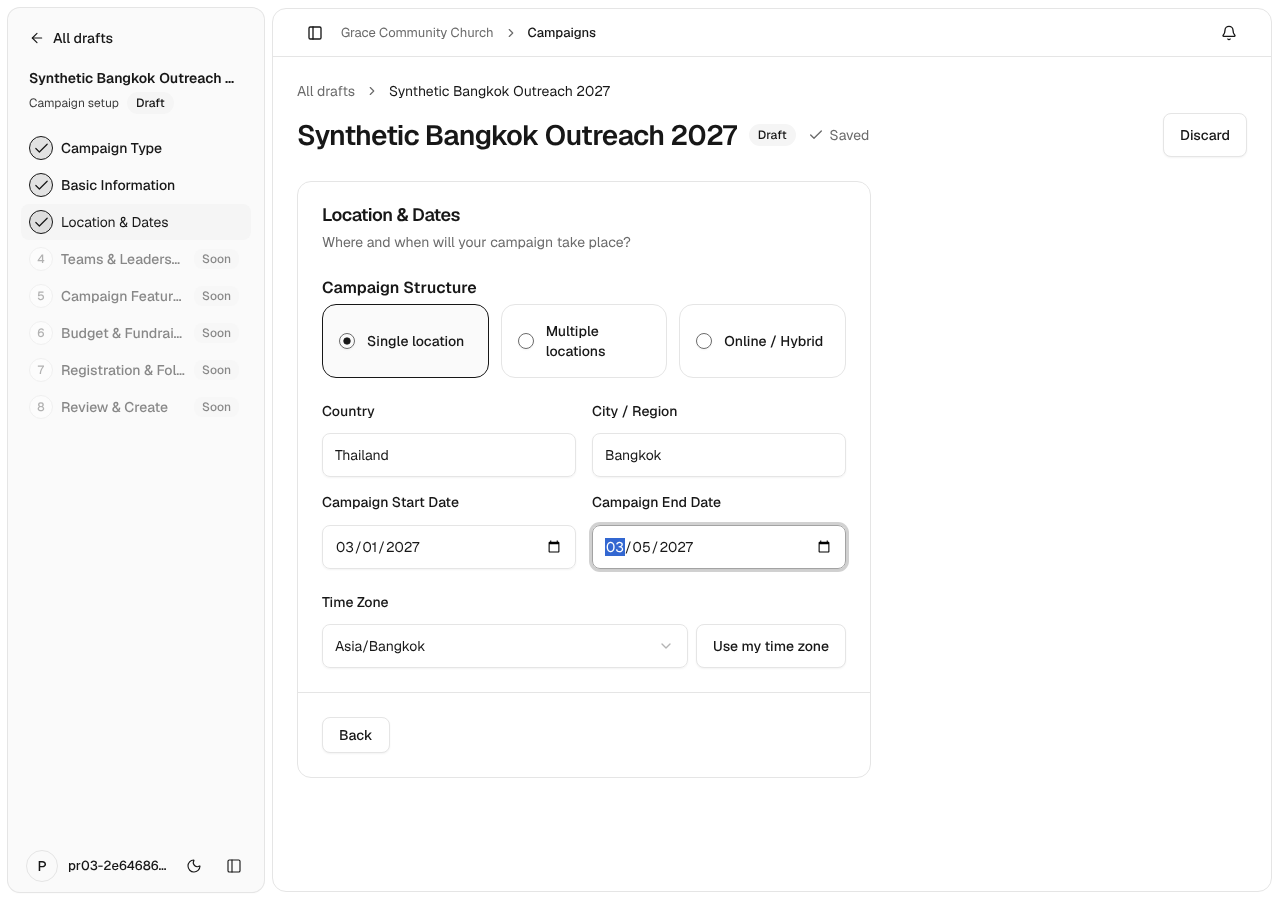 All drafts
Synthetic Bangkok Outreach ...
Campaign setup Draft
Campaign Type
Basic Information
Location & Dates
4 Teams & Leaders... Soon
5 Campaign Featur... Soon
6 Budget & Fundrai... Soon
7 Registration & Fol... Soon
8 Review & Create Soon
P pr03-2e64686...
Grace Community Church > Campaigns
All drafts > Synthetic Bangkok Outreach 2027
Synthetic Bangkok Outreach 2027 Draft Saved Discard
Location & Dates
Where and when will your campaign take place?
Campaign Structure
Single location
Multiple
locations
Online / Hybrid
Country City / Region
Thailand Bangkok
Campaign Start Date Campaign End Date
03/01/2027 03/05/2027
Time Zone
Asia/Bangkok Use my time zone
Back